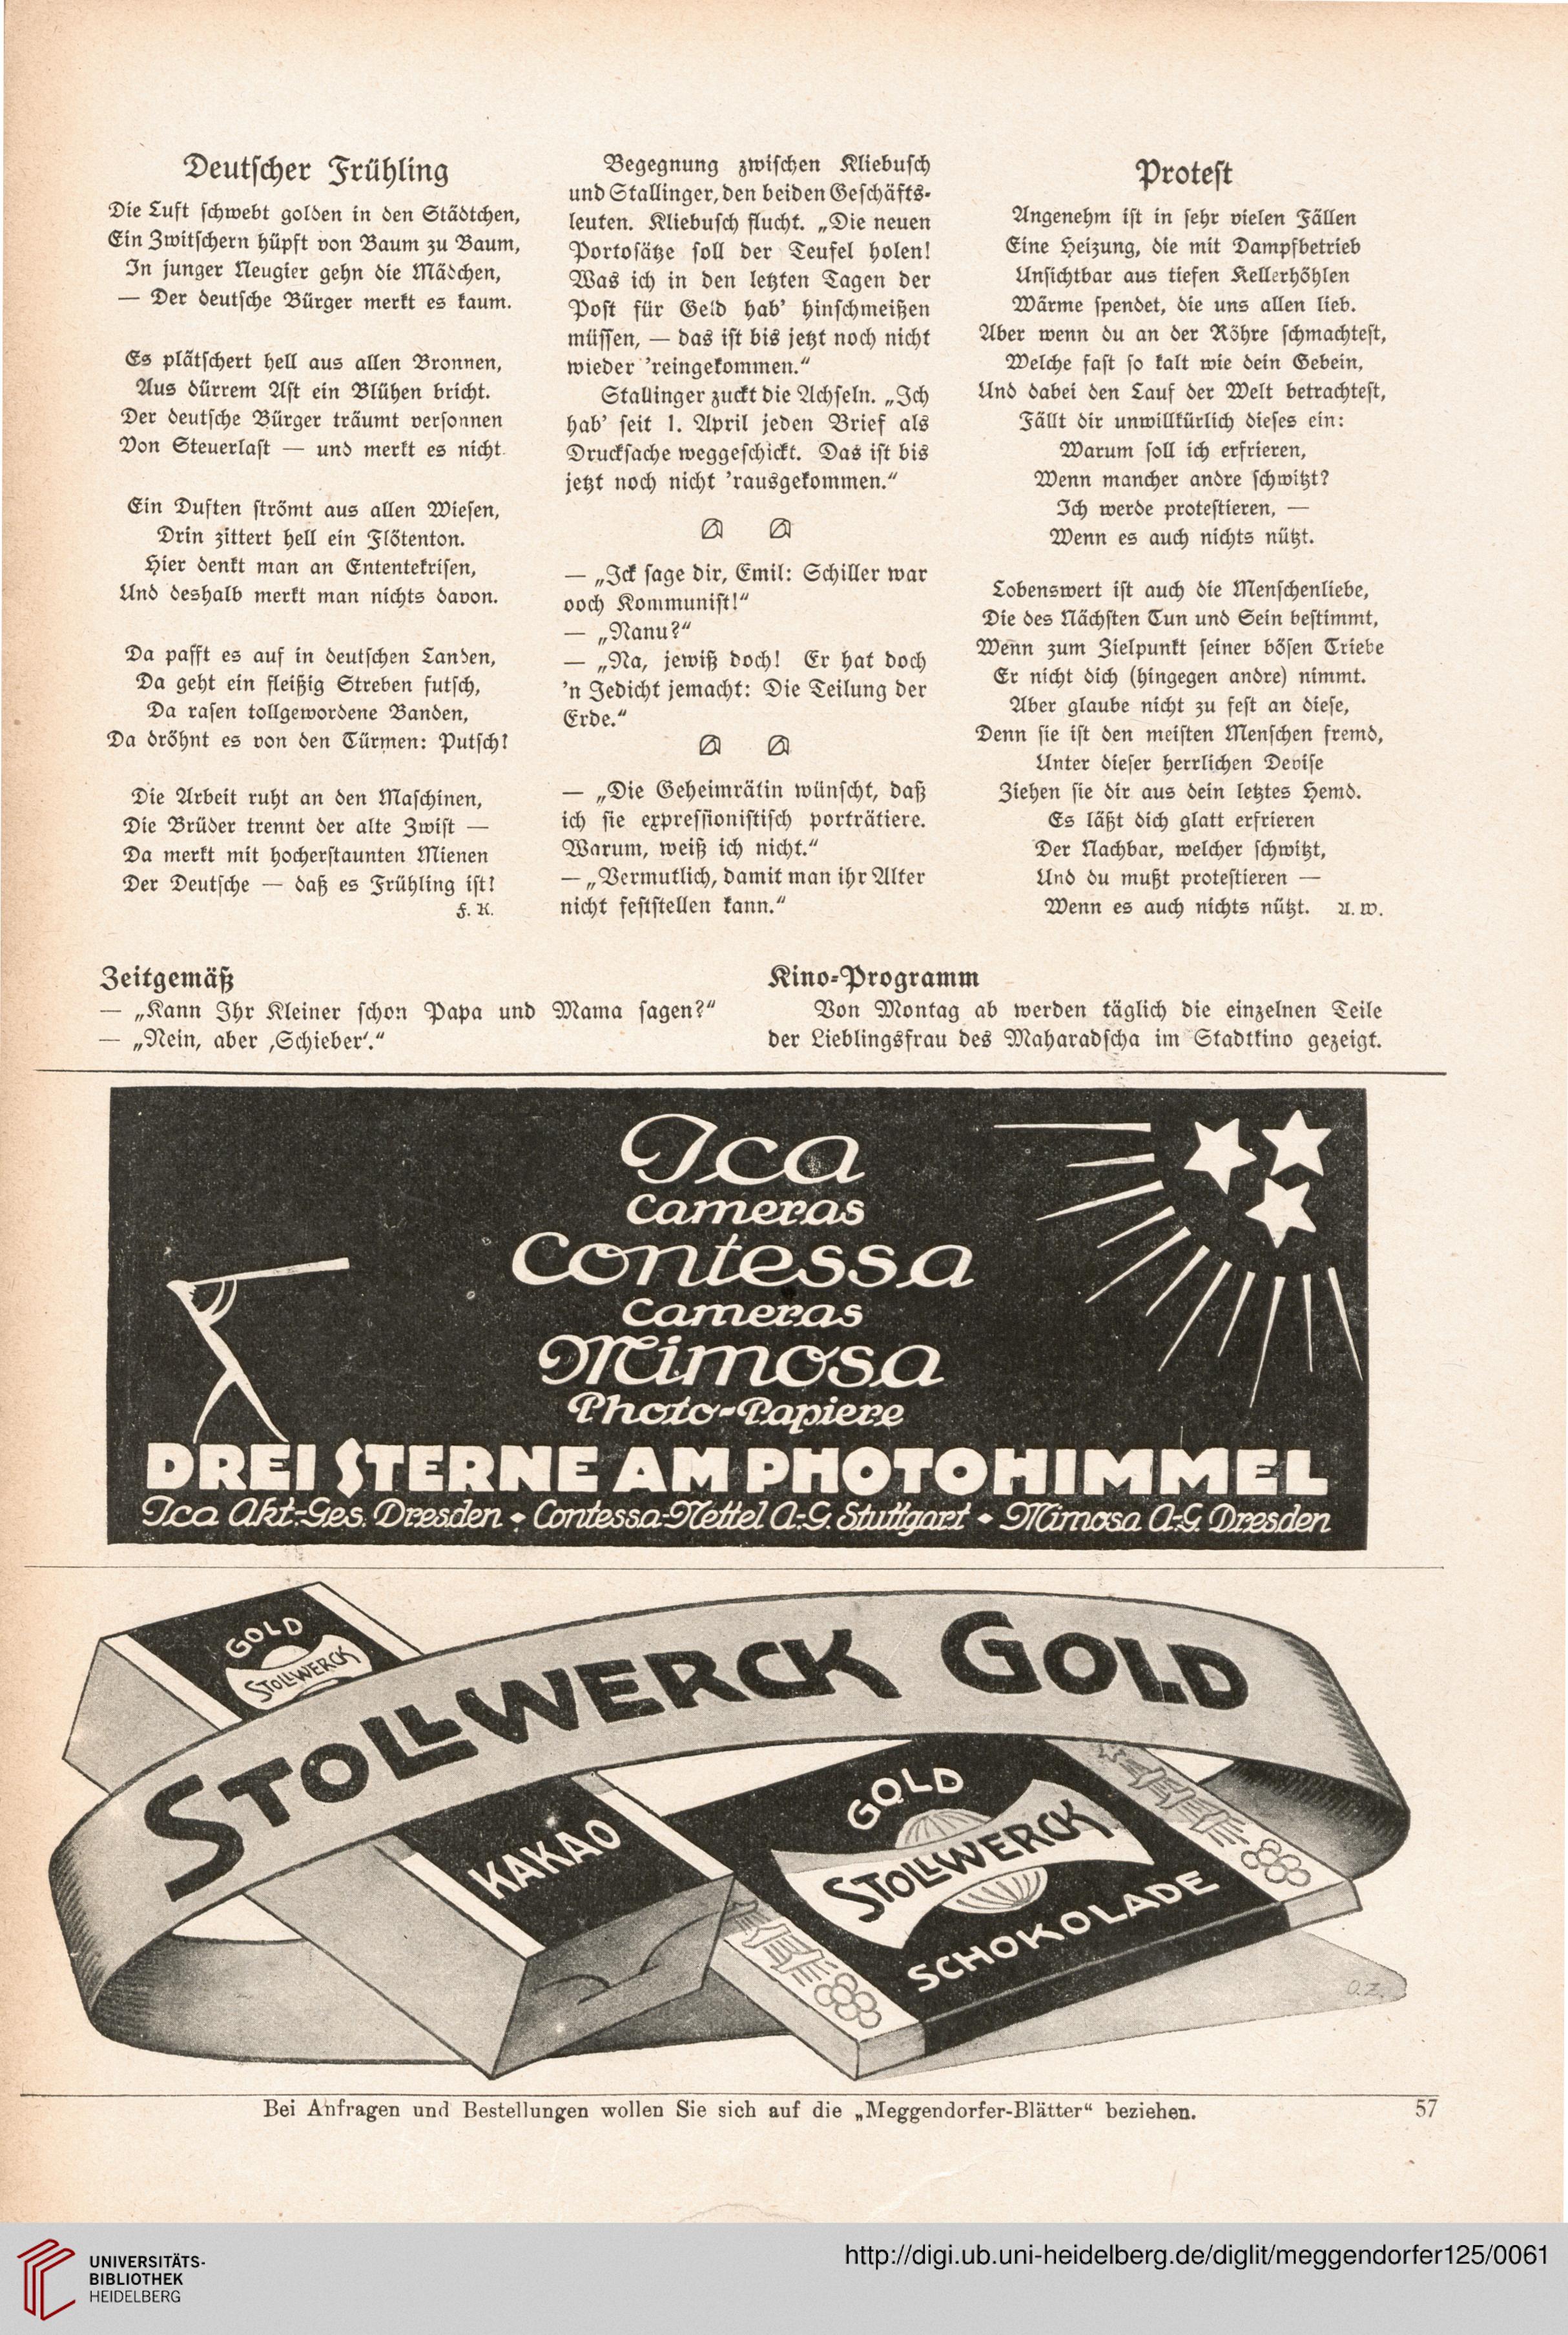 Deutscher Frühling
Die Luft schwebt golden in den Städtchen,
Ein Zwitschern hüpft von Baum zu Baum,
In junger Neugier gehn die Mädchen,
— Der deutsche Bürger merkt es kaum.
Es plätschert hell aus allen Bronnen,
Aus dürrem Ast ein Blühen bricht.
Der deutsche Bürger träumt versonnen
Von Steuerlast — und merkt es nicht.
Ein Duften strömt aus allen Wiesen,
Drin zittert hell ein Flötenton.
Hier denkt man an Ententekrisen,
Und deshalb merkt man nichts davon.
Da pafft es auf in deutschen Landen,
Da geht ein fleißig Streben futsch,
Da rasen tollgewordene Banden,
Da dröhnt es von den Türmen: Putsch!
Die Arbeit ruht an den Maschinen,
Die Brüder trennt der alte Zwist —
Da merkt mit hocherstaunten Mienen
Der Deutsche — daß es Frühling ist!
F. K.
Begegnung zwischen Kliebusch
und Stallinger, den beiden Geschäfts-
leuten. Kliebusch flucht. „Die neuen
Portosätze soll der Teufel holen!
Was ich in den letzten Tagen der
Post für Geld hab’ hinschmeißen
müssen, — das ist bis jetzt noch nicht
wieder ’reingekommen.“
Stallinger zuckt die Achseln. „Ich
hab’ seit 1. April jeden Brief als
Drucksache weggeschickt. Das ist bis
jetzt noch nicht ’rausgekommen.“
— „Ick sage dir, Emil: Schiller war
ooch Kommunist!“
— „Nanu?“
— „Na, jewiß doch! Er hat doch
’n Jedicht jemacht: Die Teilung der
Erde.“
— „Die Geheimrätin wünscht, daß
ich sie expressionistisch porträtiere.
Warum, weiß ich nicht.“
— „Vermutlich, damit man ihr Alter
nicht feststellen kann.“
Protest
Angenehm ist in sehr vielen Fällen
Eine Heizung, die mit Dampfbetrieb
Unsichtbar aus tiefen Kellerhöhlen
Wärme spendet, die uns allen lieb.
Aber wenn du an der Röhre schmachtest,
Welche fast so kalt wie dein Gebein,
Und dabei den Lauf der Welt betrachtest,
Fällt dir unwillkürlich dieses ein:
Warum soll ich erfrieren,
Wenn mancher andre schwitzt?
Ich werde protestieren, —
Wenn es auch nichts nützt.
Lobenswert ist auch die Menschenliebe,
Die des Nächsten Tun und Sein bestimmt,
Wenn zum Zielpunkt seiner bösen Triebe
Er nicht dich (hingegen andre) nimmt.
Aber glaube nicht zu fest an diese,
Denn sie ist den meisten Menschen fremd,
Unter dieser herrlichen Devise
Ziehen sie dir aus dein letztes Hemd.
Es läßt dich glatt erfrieren
Der Nachbar, welcher schwitzt,
Und du mußt protestieren —
Wenn es auch nichts nützt. A. W.
Zeitgemäß
— „Kann Ihr Kleiner schon Papa und Mama sagen?“
— „Nein, aber ‚Schieber‘.“
Kino-Programm
Von Montag ab werden täglich die einzelnen Teile
der Lieblingsfrau des Maharadscha im Stadtkino gezeigt.
Ica
Cameras
Contessa
Cameras
Mimosa
Photo-Papiere
DREI STERNE AM PHOTOHIMMEL
Ica Akt.-Ges. Dresden • Contessa-Nettel A.-G. Stuttgart • Mimosa A.-G. Dresden
GOLD
STOLLWERCK
STOLLWERCK GOLD
KAKAO
GOLD
STOLLWERCK
SCHOKOLADE
O.Z.
Bei Anfragen und Bestellungen wollen Sie sich auf die „Meggendorfer-Blätter“ beziehen. 57
UNIVERSITÄTS-
BIBLIOTHEK
HEIDELBERG
http://digi.ub.uni-heidelberg.de/diglit/meggendorfer125/0061